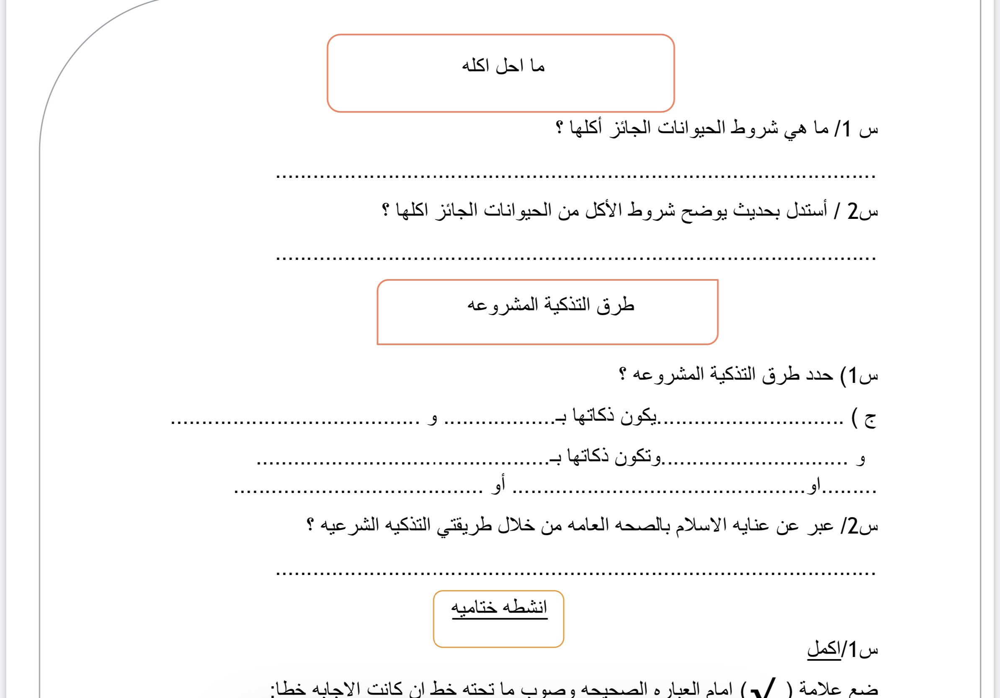 ما احل اكله
س 1/ ما هي شروط الحيوانات الجائز أكلها ؟
................................................................................................
س2 / أستدل بحديث يوضح شروط الأكل من الحيوانات الجائز اكلها ؟
................................................................................................
طرق التذكية المشروعه
س1) حدد طرق التذكية المشروعه ؟
ج ) ..............................يكون ذكاتها بـ.................. و ........................................
و ..............................وتكون ذكاتها بـ...............................................
.........او............................................... أو ........................................
س2/ عبر عن عنايه الاسلام بالصحه العامه من خلال طريقتي التذكيه الشرعيه ؟
................................................................................................
انشطه ختاميه
س1/اكمل
ضع علامة ( √ ) امام العباره الصحيحه وصوب ما تحته خط ان كانت الاجابه خطا: